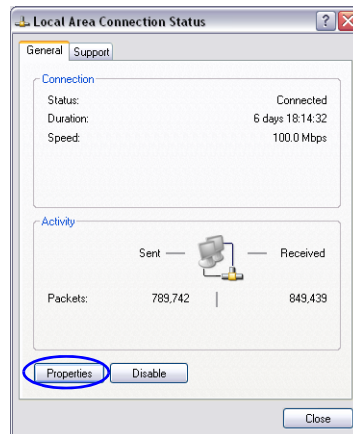 Local Area Connection Status
General Support
Connection
Status: Connected
Duration: 6 days 18:14:32
Speed: 100.0 Mbps
Activity
Sent — — Received
Packets: 789,742 | 849,439
Properties Disable
Close